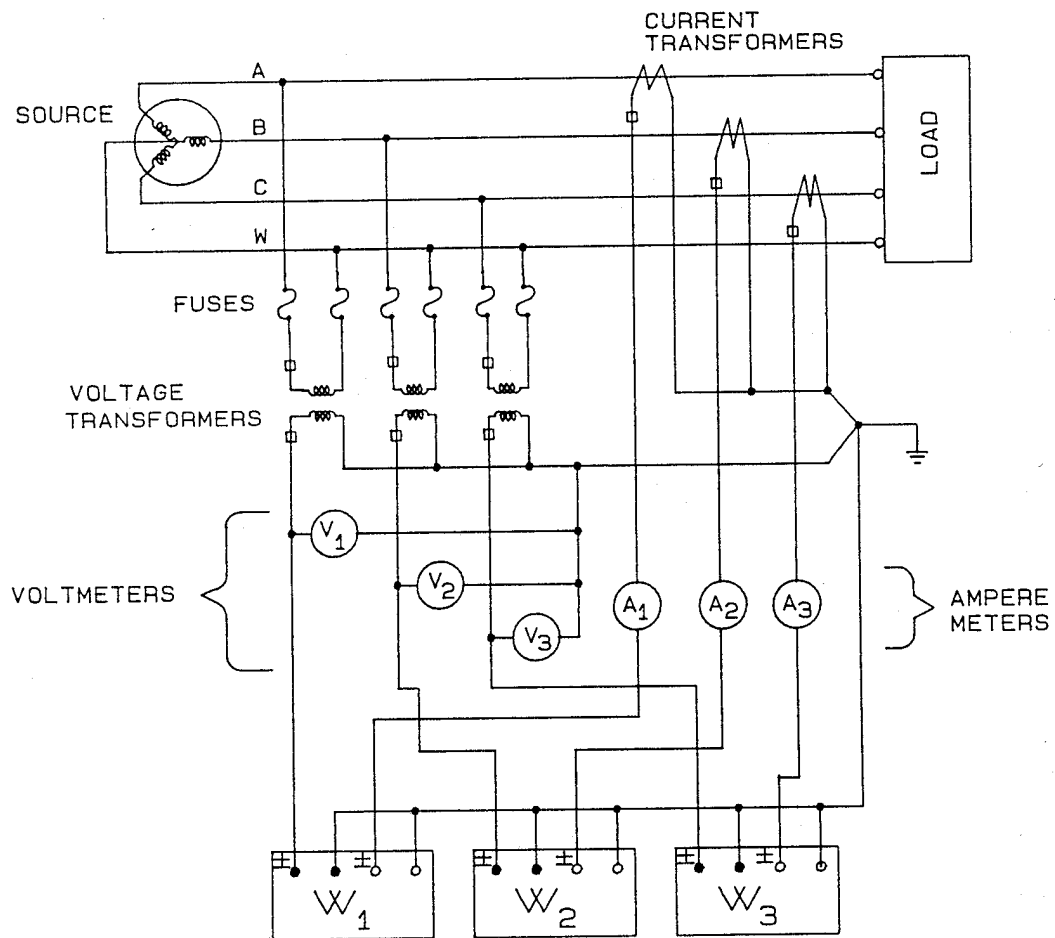 CURRENT
TRANSFORMERS
A
SOURCE
B
LOAD
C
W
FUSES
VOLTAGE
TRANSFORMERS
V1
VOLTMETERS
V2
A1
A2
A3
AMPERE
METERS
V3
±
±
±
±
±
±
W1
W2
W3